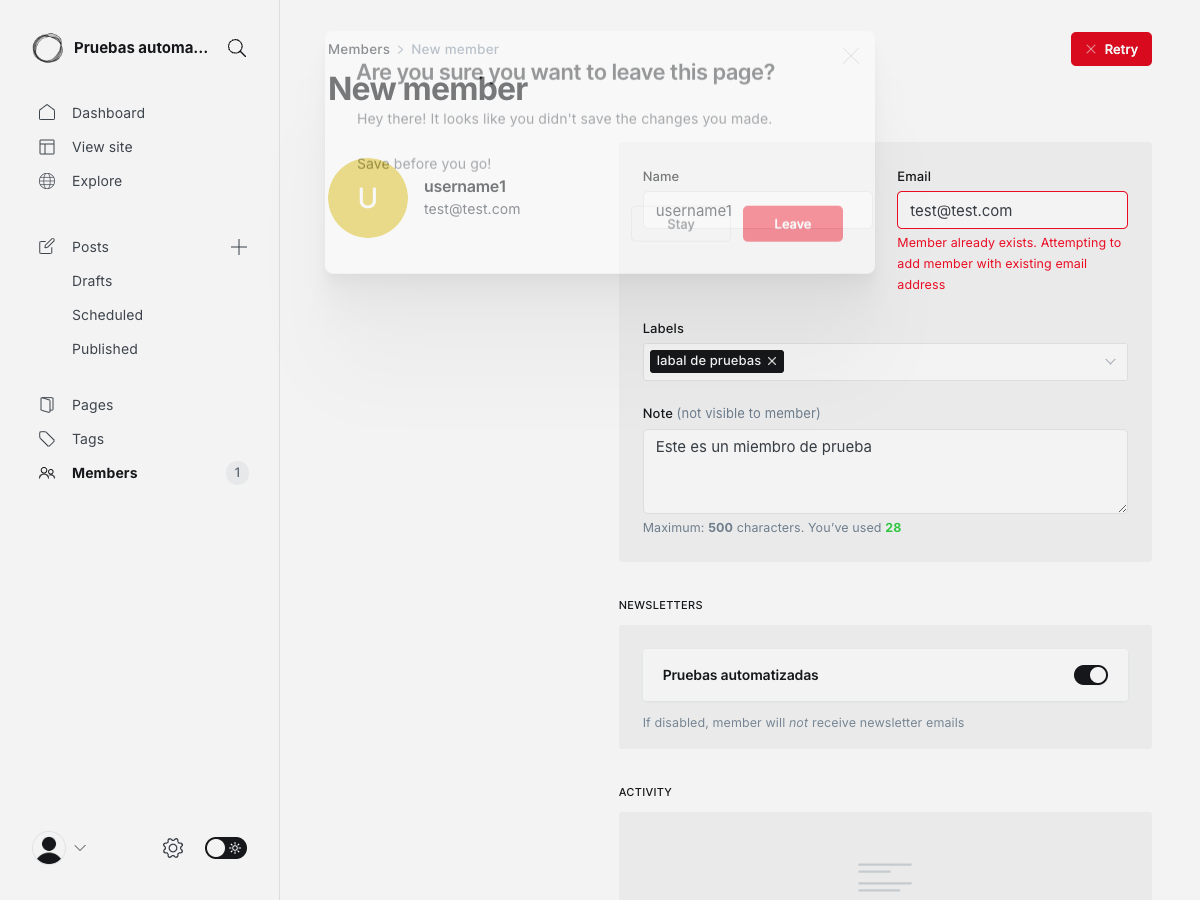 Pruebas automa...
Dashboard
View site
Explore
Posts
Drafts
Scheduled
Published
Pages
Tags
Members
1
Members > New member
New member
Retry
Are you sure you want to leave this page?
Hey there! It looks like you didn't save the changes you made.
Save before you go!
Stay
Leave
U
username1
test@test.com
Name
username1
Email
test@test.com
Member already exists. Attempting to
add member with existing email
address
Labels
labal de pruebas
Note (not visible to member)
Este es un miembro de prueba
Maximum: 500 characters. You've used 28
NEWSLETTERS
Pruebas automatizadas
If disabled, member will not receive newsletter emails
ACTIVITY